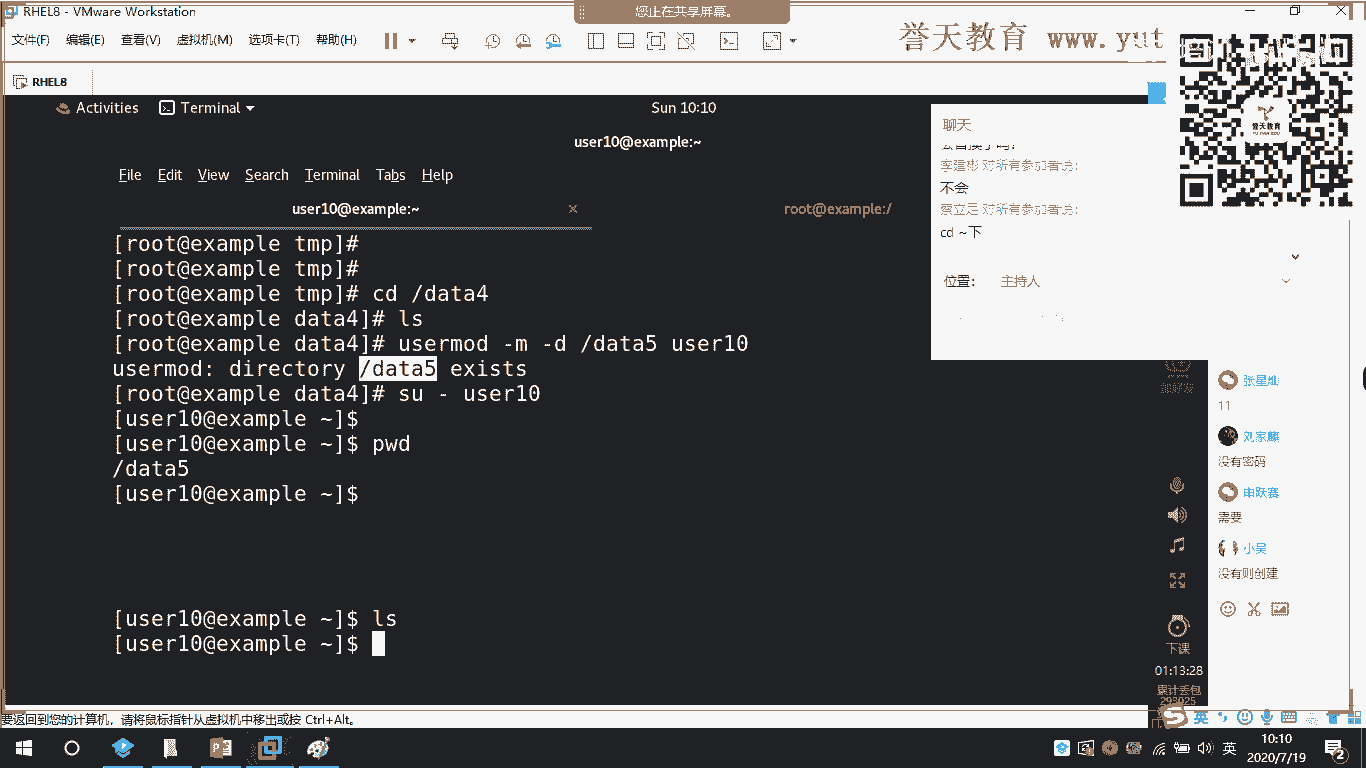 RHEL8 - VMware Workstation
您正在共享屏幕。
文件(F) 编辑(E) 查看(V) 虚拟机(M) 选项卡(T) 帮助(H)
誉天教育 www.yut
RHEL8
Activities Terminal Sun 10:10
user10@example:~
File Edit View Search Terminal Tabs Help
user10@example:~ × root@example:/
[root@example tmp]#
[root@example tmp]#
[root@example tmp]# cd /data4
[root@example data4]# ls
[root@example data4]# usermod -m -d /data5 user10
usermod: directory /data5 exists
[root@example data4]# su - user10
[user10@example ~]$
[user10@example ~]$ pwd
/data5
[user10@example ~]$
[user10@example ~]$ ls
[user10@example ~]$
聊天
李建彬 对所有参加者说:
不会
蔡立足 对所有参加者说:
cd ~下
位置: 主持人
誉天教育
张星灿
11
刘家麒
没有密码
申跃赛
需要
小吴
没有则创建
下课
01:13:28
累计丢包
293025
要返回到您的计算机，请将鼠标指针从虚拟机中移出或按 Ctrl+Alt。
英
英
10:10
2020/7/19
2